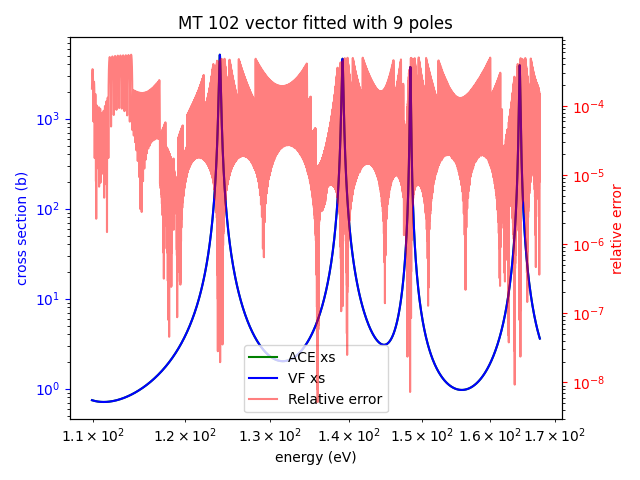 MT 102 vector fitted with 9 poles
cross section (b)
10³
10²
10¹
10⁰
10⁻⁴
10⁻⁵
10⁻⁶
10⁻⁷
10⁻⁸
relative error
ACE xs
VF xs
Relative error
1.1 × 10² 1.2 × 10² 1.3 × 10² 1.4 × 10² 1.5 × 10² 1.6 × 10² 1.7 × 10²
energy (eV)